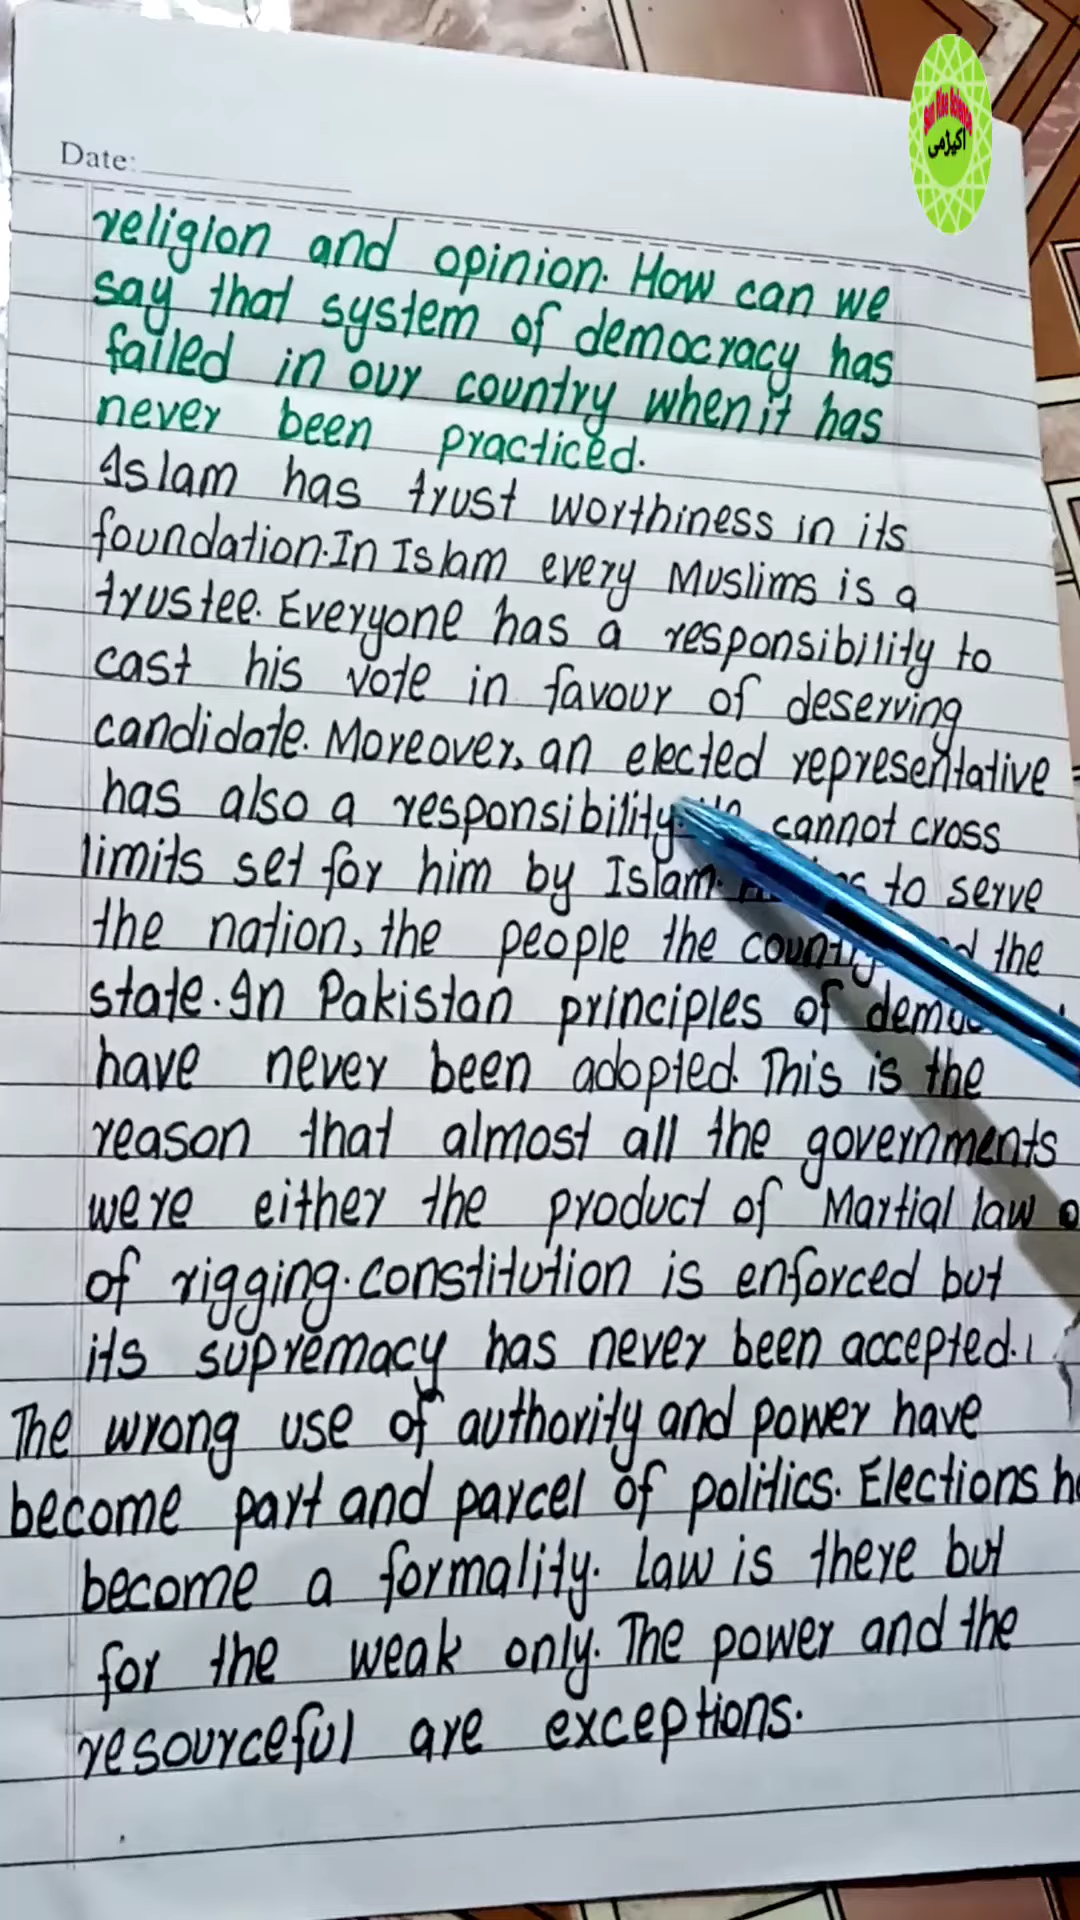 Sun Rise Science
اکیڈمی
Date:
religion and opinion. How can we
say that system of democracy has
failed in our country when it has
never been practiced.
Islam has trust worthiness in its
foundation. In Islam every Muslims is a
trustee. Everyone has a responsibility to
cast his vote in favour of deserving
candidate. Moreover, an elected representative
has also a responsibility. cannot cross
limits set for him by Islam. to serve
the nation, the people the country the
state. In Pakistan principles of
have never been adopted. This is the
reason that almost all the governments
were either the product of Martial law
of rigging. constitution is enforced but
its supremacy has never been accepted.
The wrong use of authority and power have
become part and parcel of politics. Elections
become a formality. Law is there but
for the weak only. The power and the
resourceful are exceptions.